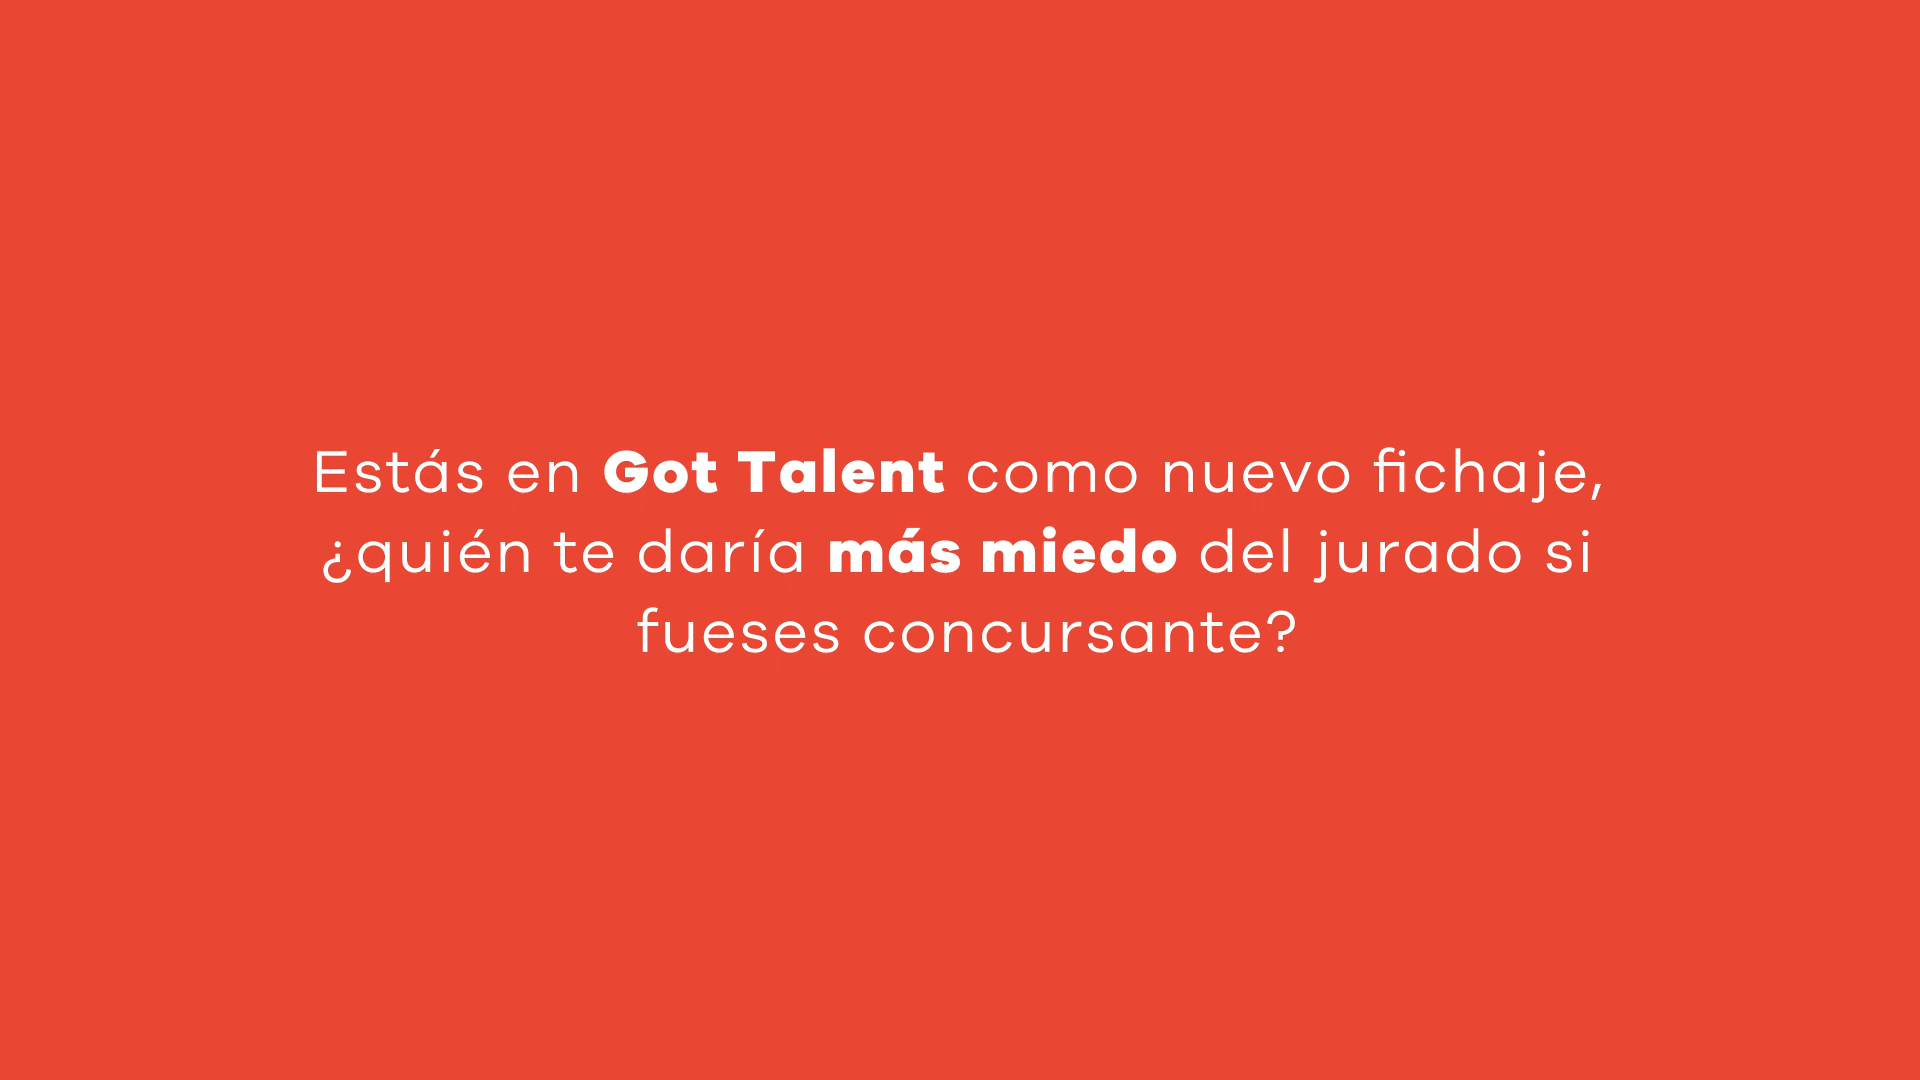 Estás en Got Talent como nuevo fichaje,
¿quién te daría más miedo del jurado si
fueses concursante?